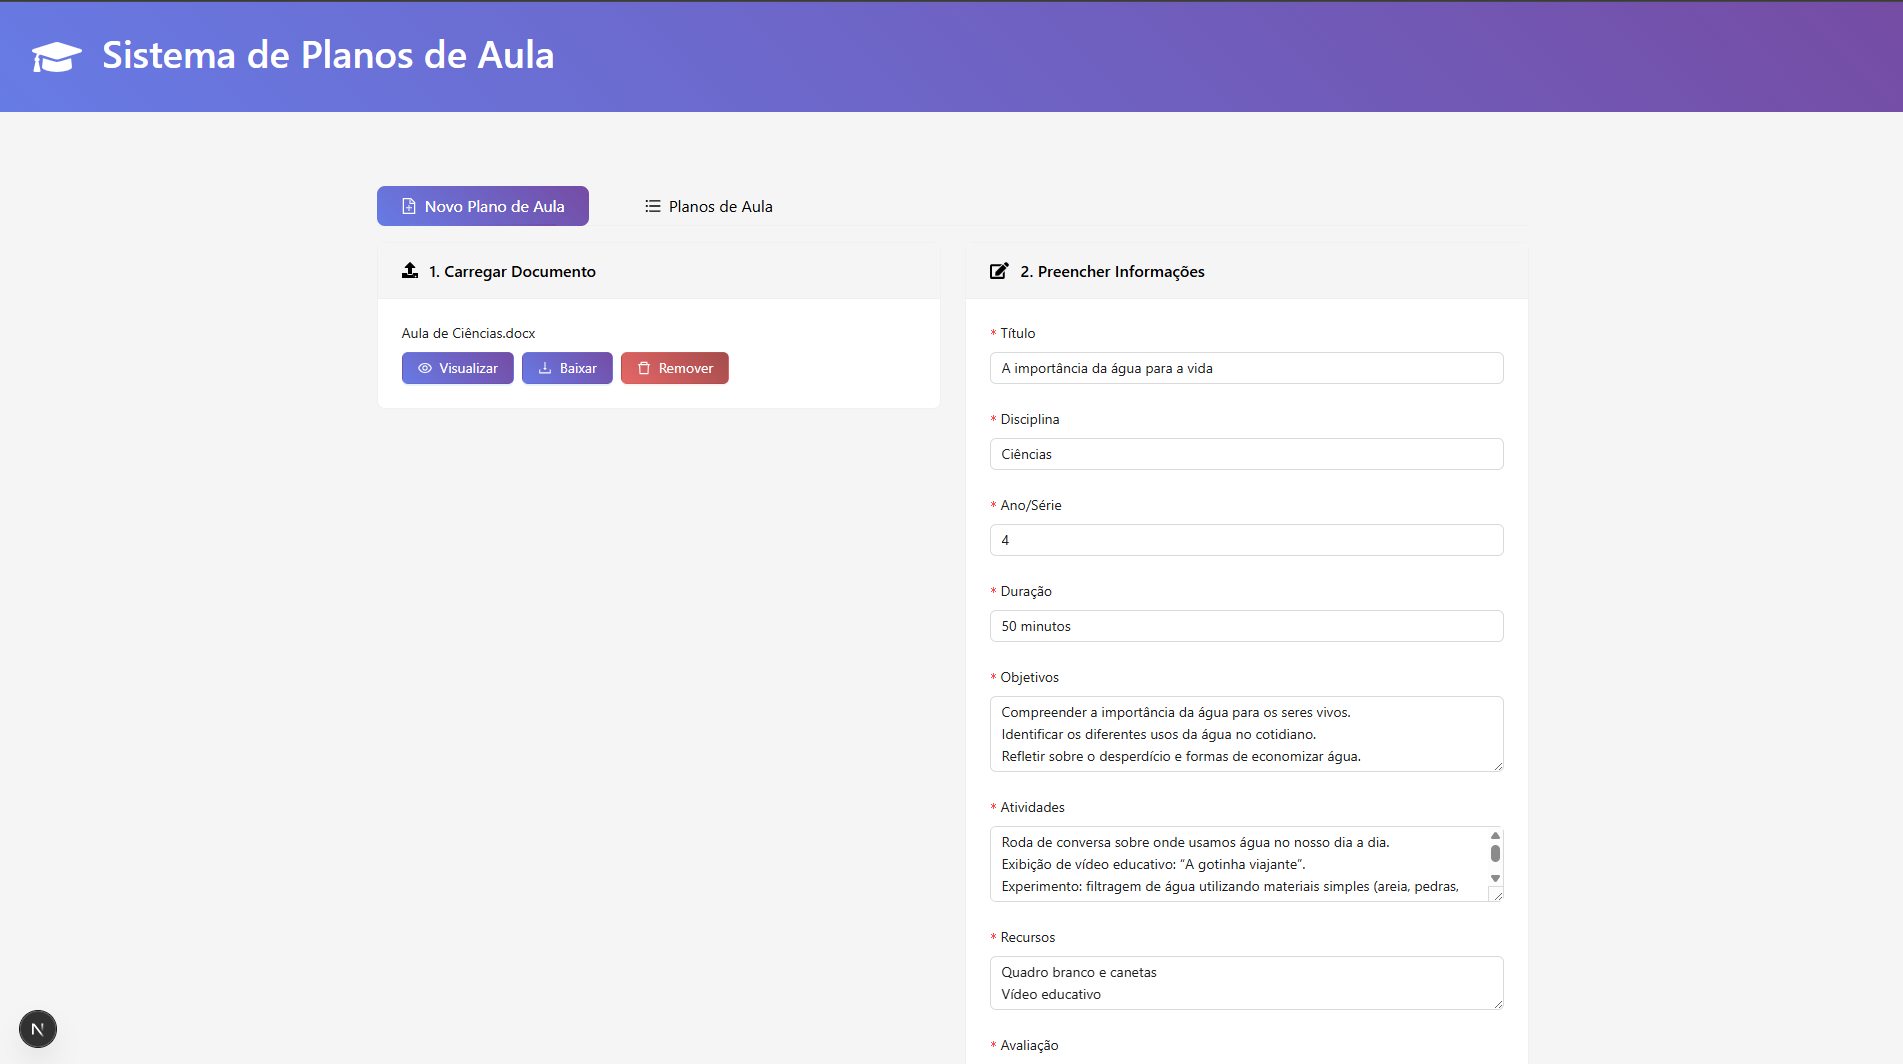 Sistema de Planos de Aula
Novo Plano de Aula
Planos de Aula
1. Carregar Documento
Aula de Ciências.docx
Visualizar
Baixar
Remover
2. Preencher Informações
* Título
A importância da água para a vida
* Disciplina
Ciências
* Ano/Série
4
* Duração
50 minutos
* Objetivos
Compreender a importância da água para os seres vivos.
Identificar os diferentes usos da água no cotidiano.
Refletir sobre o desperdício e formas de economizar água.
* Atividades
Roda de conversa sobre onde usamos água no nosso dia a dia.
Exibição de vídeo educativo: “A gotinha viajante”.
Experimento: filtragem de água utilizando materiais simples (areia, pedras,
* Recursos
Quadro branco e canetas
Vídeo educativo
* Avaliação
N